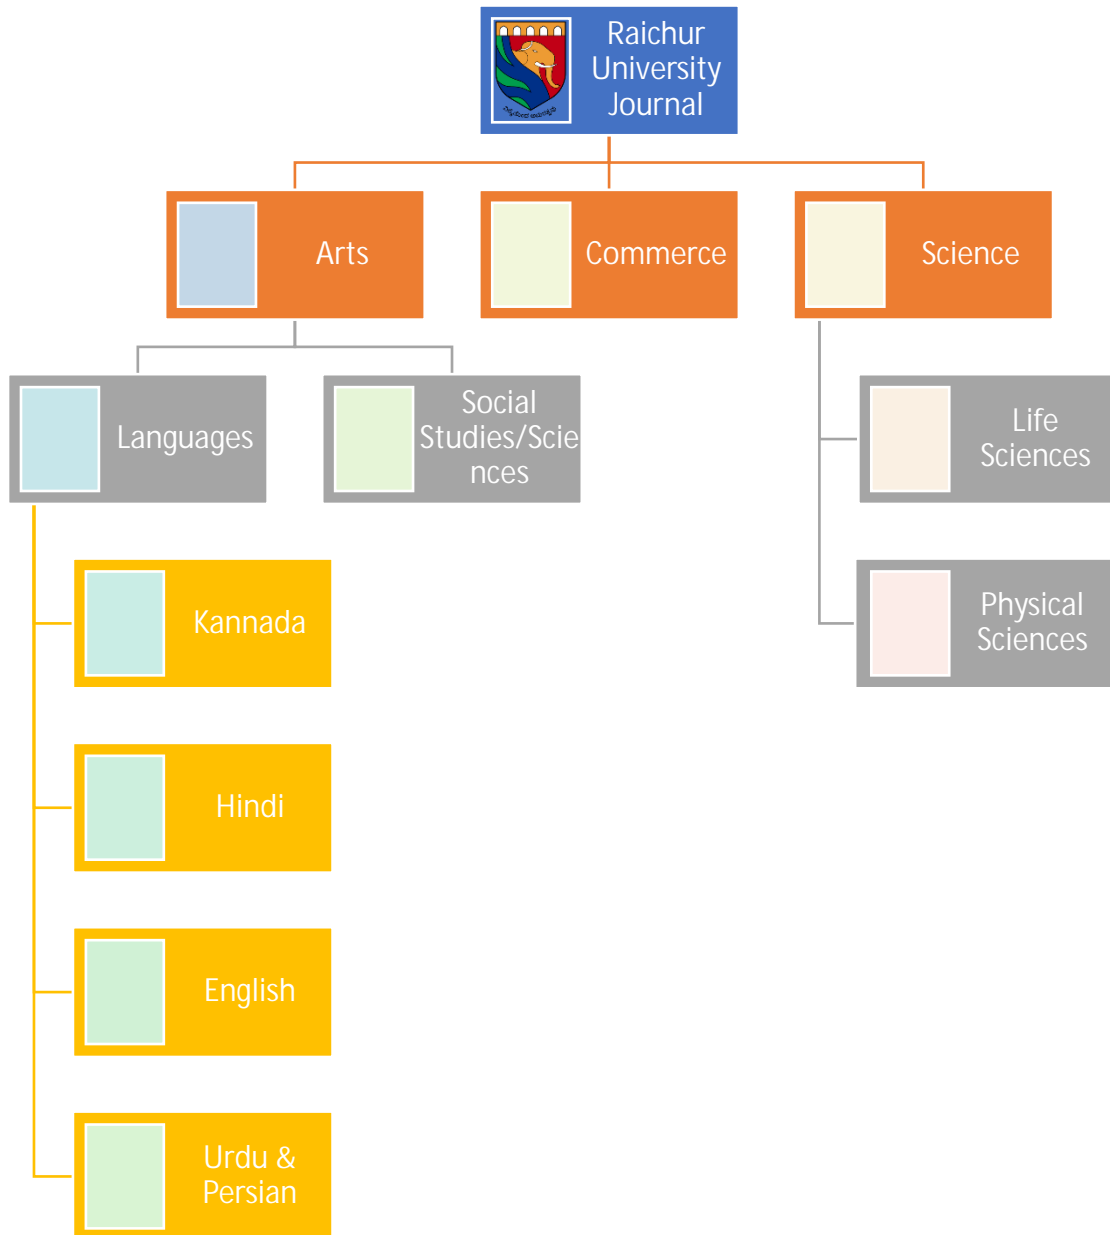 Raichur
University
Journal
Arts
Commerce
Science
Languages
Social
Studies/Scie
nces
Life
Sciences
Kannada
Physical
Sciences
Hindi
English
Urdu &
Persian